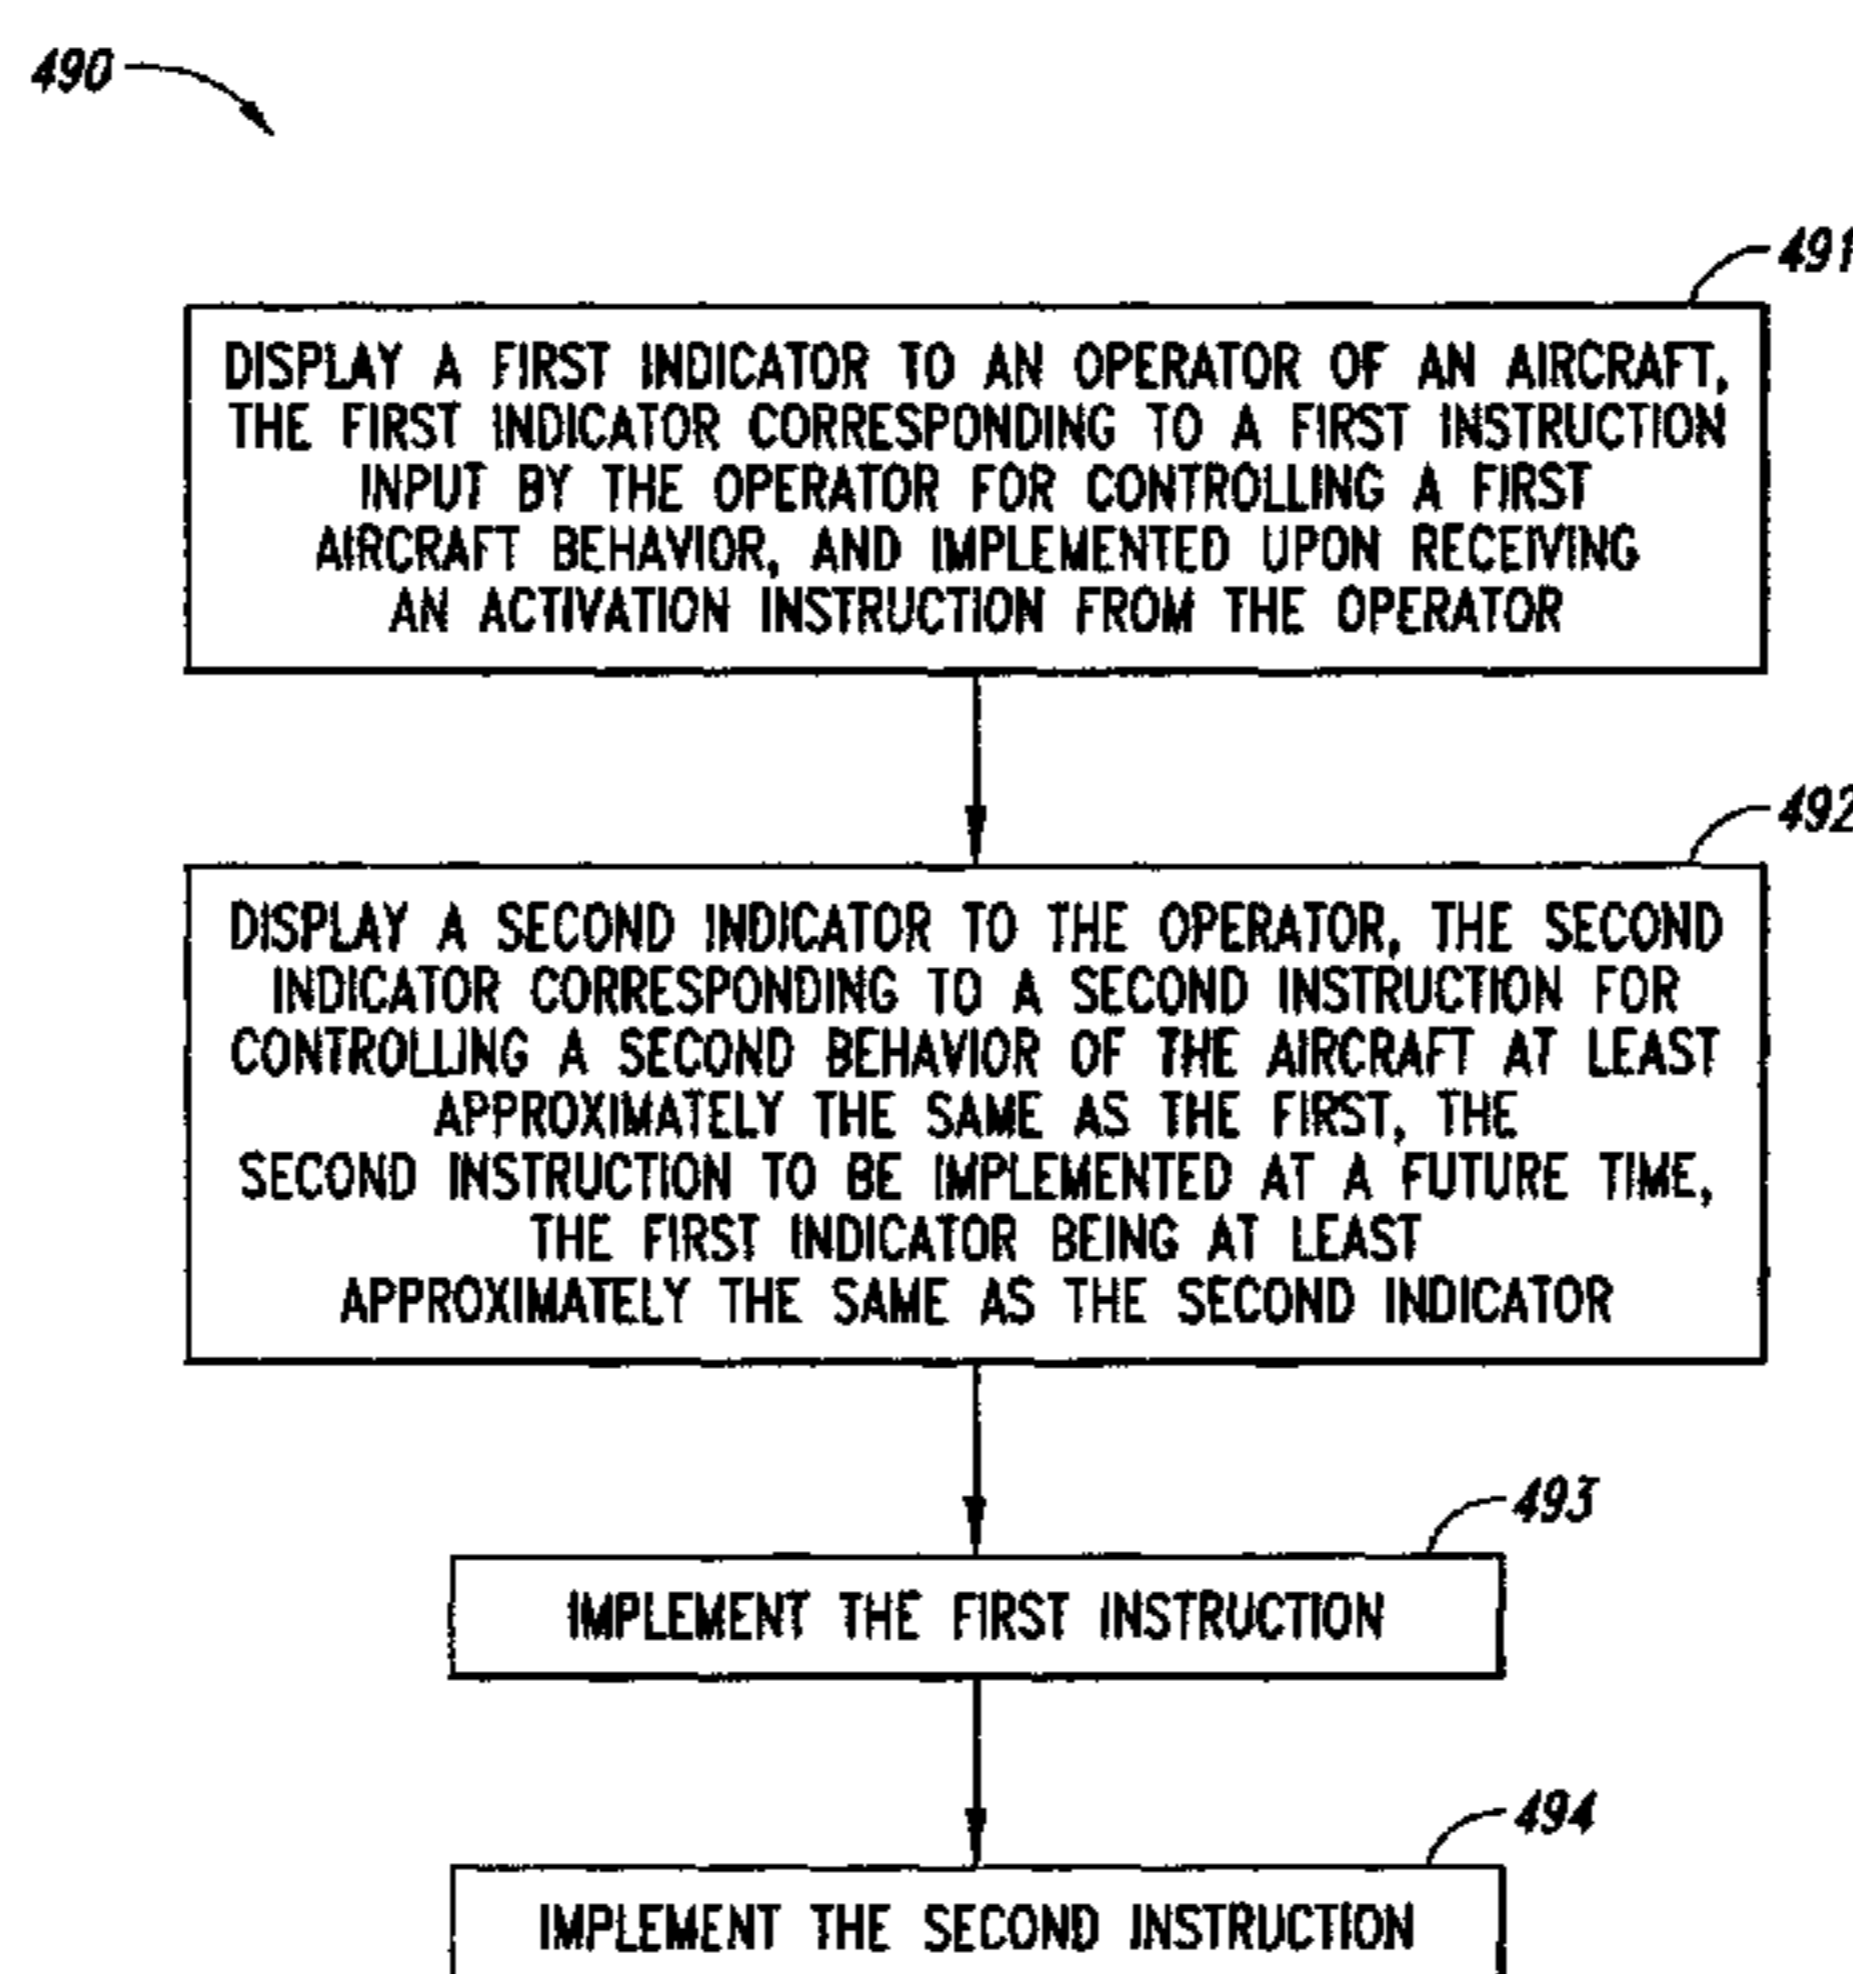 490
491
DISPLAY A FIRST INDICATOR TO AN OPERATOR OF AN AIRCRAFT,
THE FIRST INDICATOR CORRESPONDING TO A FIRST INSTRUCTION
INPUT BY THE OPERATOR FOR CONTROLLING A FIRST
AIRCRAFT BEHAVIOR, AND IMPLEMENTED UPON RECEIVING
AN ACTIVATION INSTRUCTION FROM THE OPERATOR
492
DISPLAY A SECOND INDICATOR TO THE OPERATOR, THE SECOND
INDICATOR CORRESPONDING TO A SECOND INSTRUCTION FOR
CONTROLLING A SECOND BEHAVIOR OF THE AIRCRAFT AT LEAST
APPROXIMATELY THE SAME AS THE FIRST, THE
SECOND INSTRUCTION TO BE IMPLEMENTED AT A FUTURE TIME,
THE FIRST INDICATOR BEING AT LEAST
APPROXIMATELY THE SAME AS THE SECOND INDICATOR
493
IMPLEMENT THE FIRST INSTRUCTION
494
IMPLEMENT THE SECOND INSTRUCTION